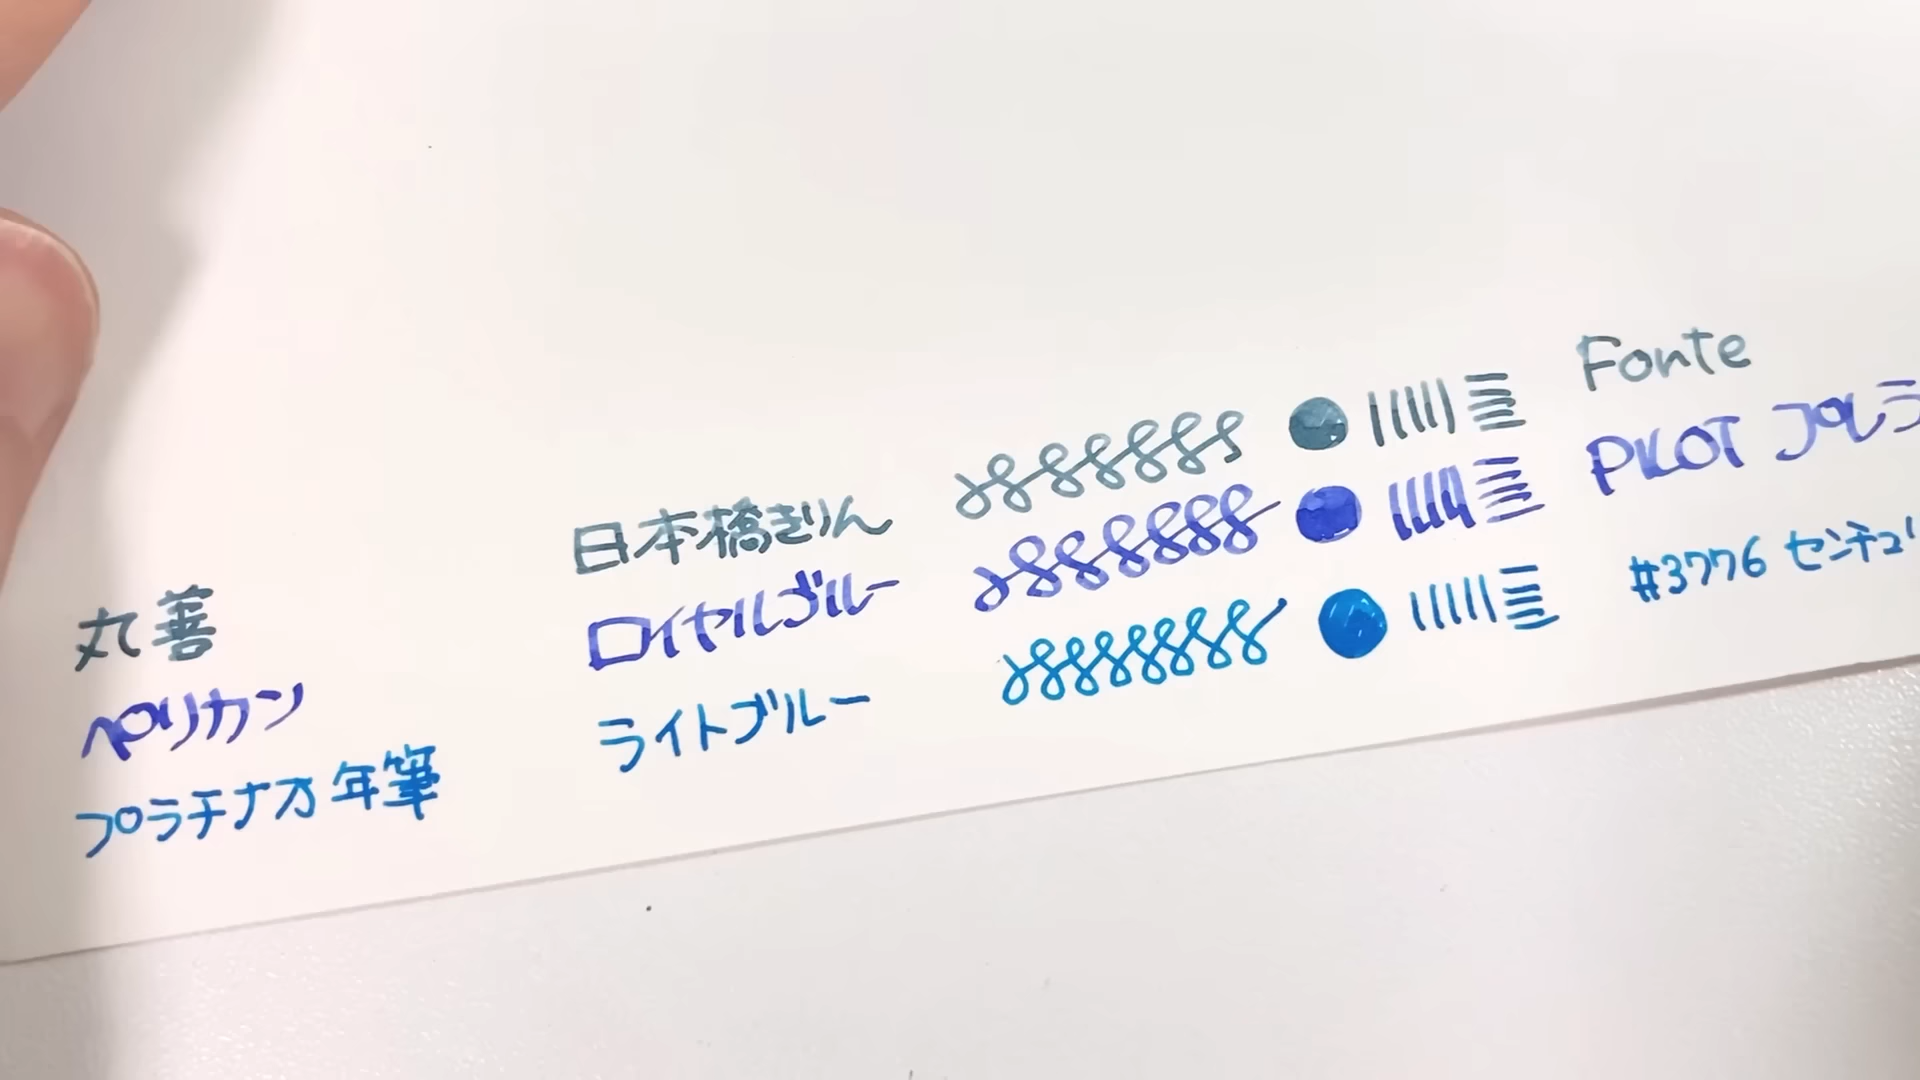 丸善 日本橋きりん Fonte
ペリカン ロイヤルブルー PILOT
プラチナ万年筆 ライトブルー #3776 センチュリ